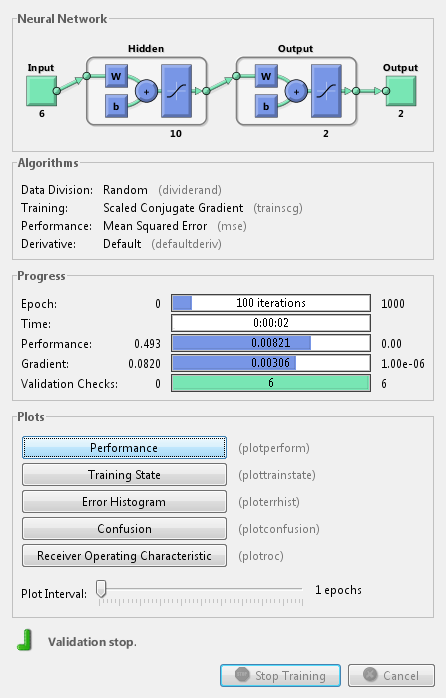 Neural Network
Hidden
Output
Input
Output
W
b
+
W
b
+
6
10
2
2
Algorithms
Data Division: Random (dividerand)
Training: Scaled Conjugate Gradient (trainscg)
Performance: Mean Squared Error (mse)
Derivative: Default (defaultderiv)
Progress
Epoch: 0 100 iterations 1000
Time: 0:00:02
Performance: 0.493 0.00821 0.00
Gradient: 0.0820 0.00306 1.00e-06
Validation Checks: 0 6 6
Plots
Performance (plotperform)
Training State (plottrainstate)
Error Histogram (ploterrhist)
Confusion (plotconfusion)
Receiver Operating Characteristic (plotroc)
Plot Interval: 1 epochs
Validation stop.
Stop Training Cancel